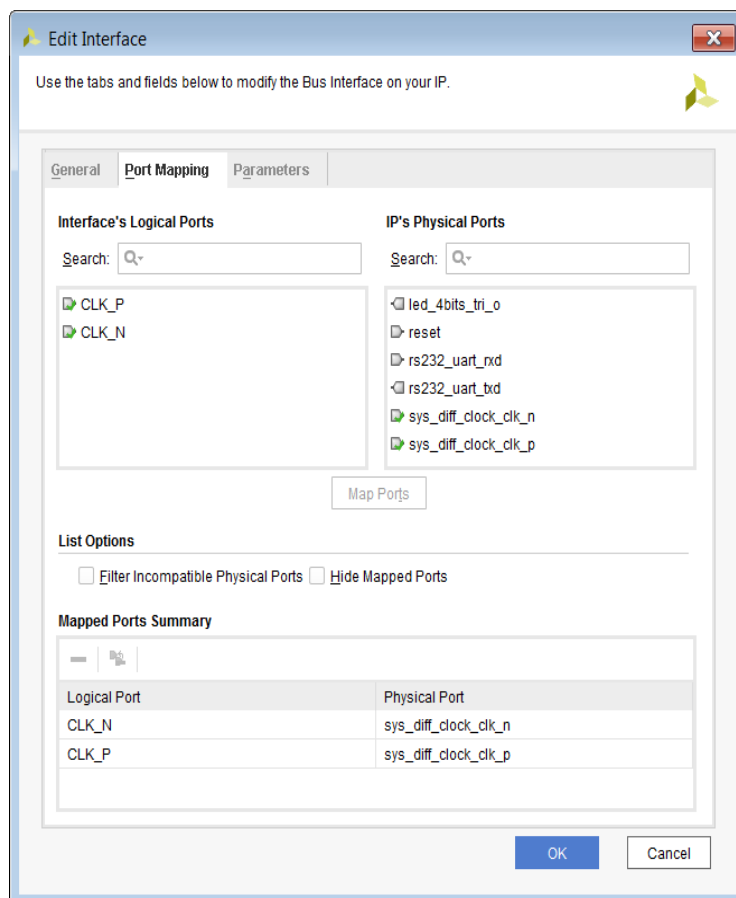 Edit Interface
Use the tabs and fields below to modify the Bus Interface on your IP.
General Port Mapping Parameters
Interface's Logical Ports
Search:
CLK_P
CLK_N
IP's Physical Ports
Search:
led_4bits_tri_o
reset
rs232_uart_rxd
rs232_uart_txd
sys_diff_clock_clk_n
sys_diff_clock_clk_p
Map Ports
List Options
Filter Incompatible Physical Ports Hide Mapped Ports
Mapped Ports Summary
Logical Port Physical Port
CLK_N sys_diff_clock_clk_n
CLK_P sys_diff_clock_clk_p
OK Cancel